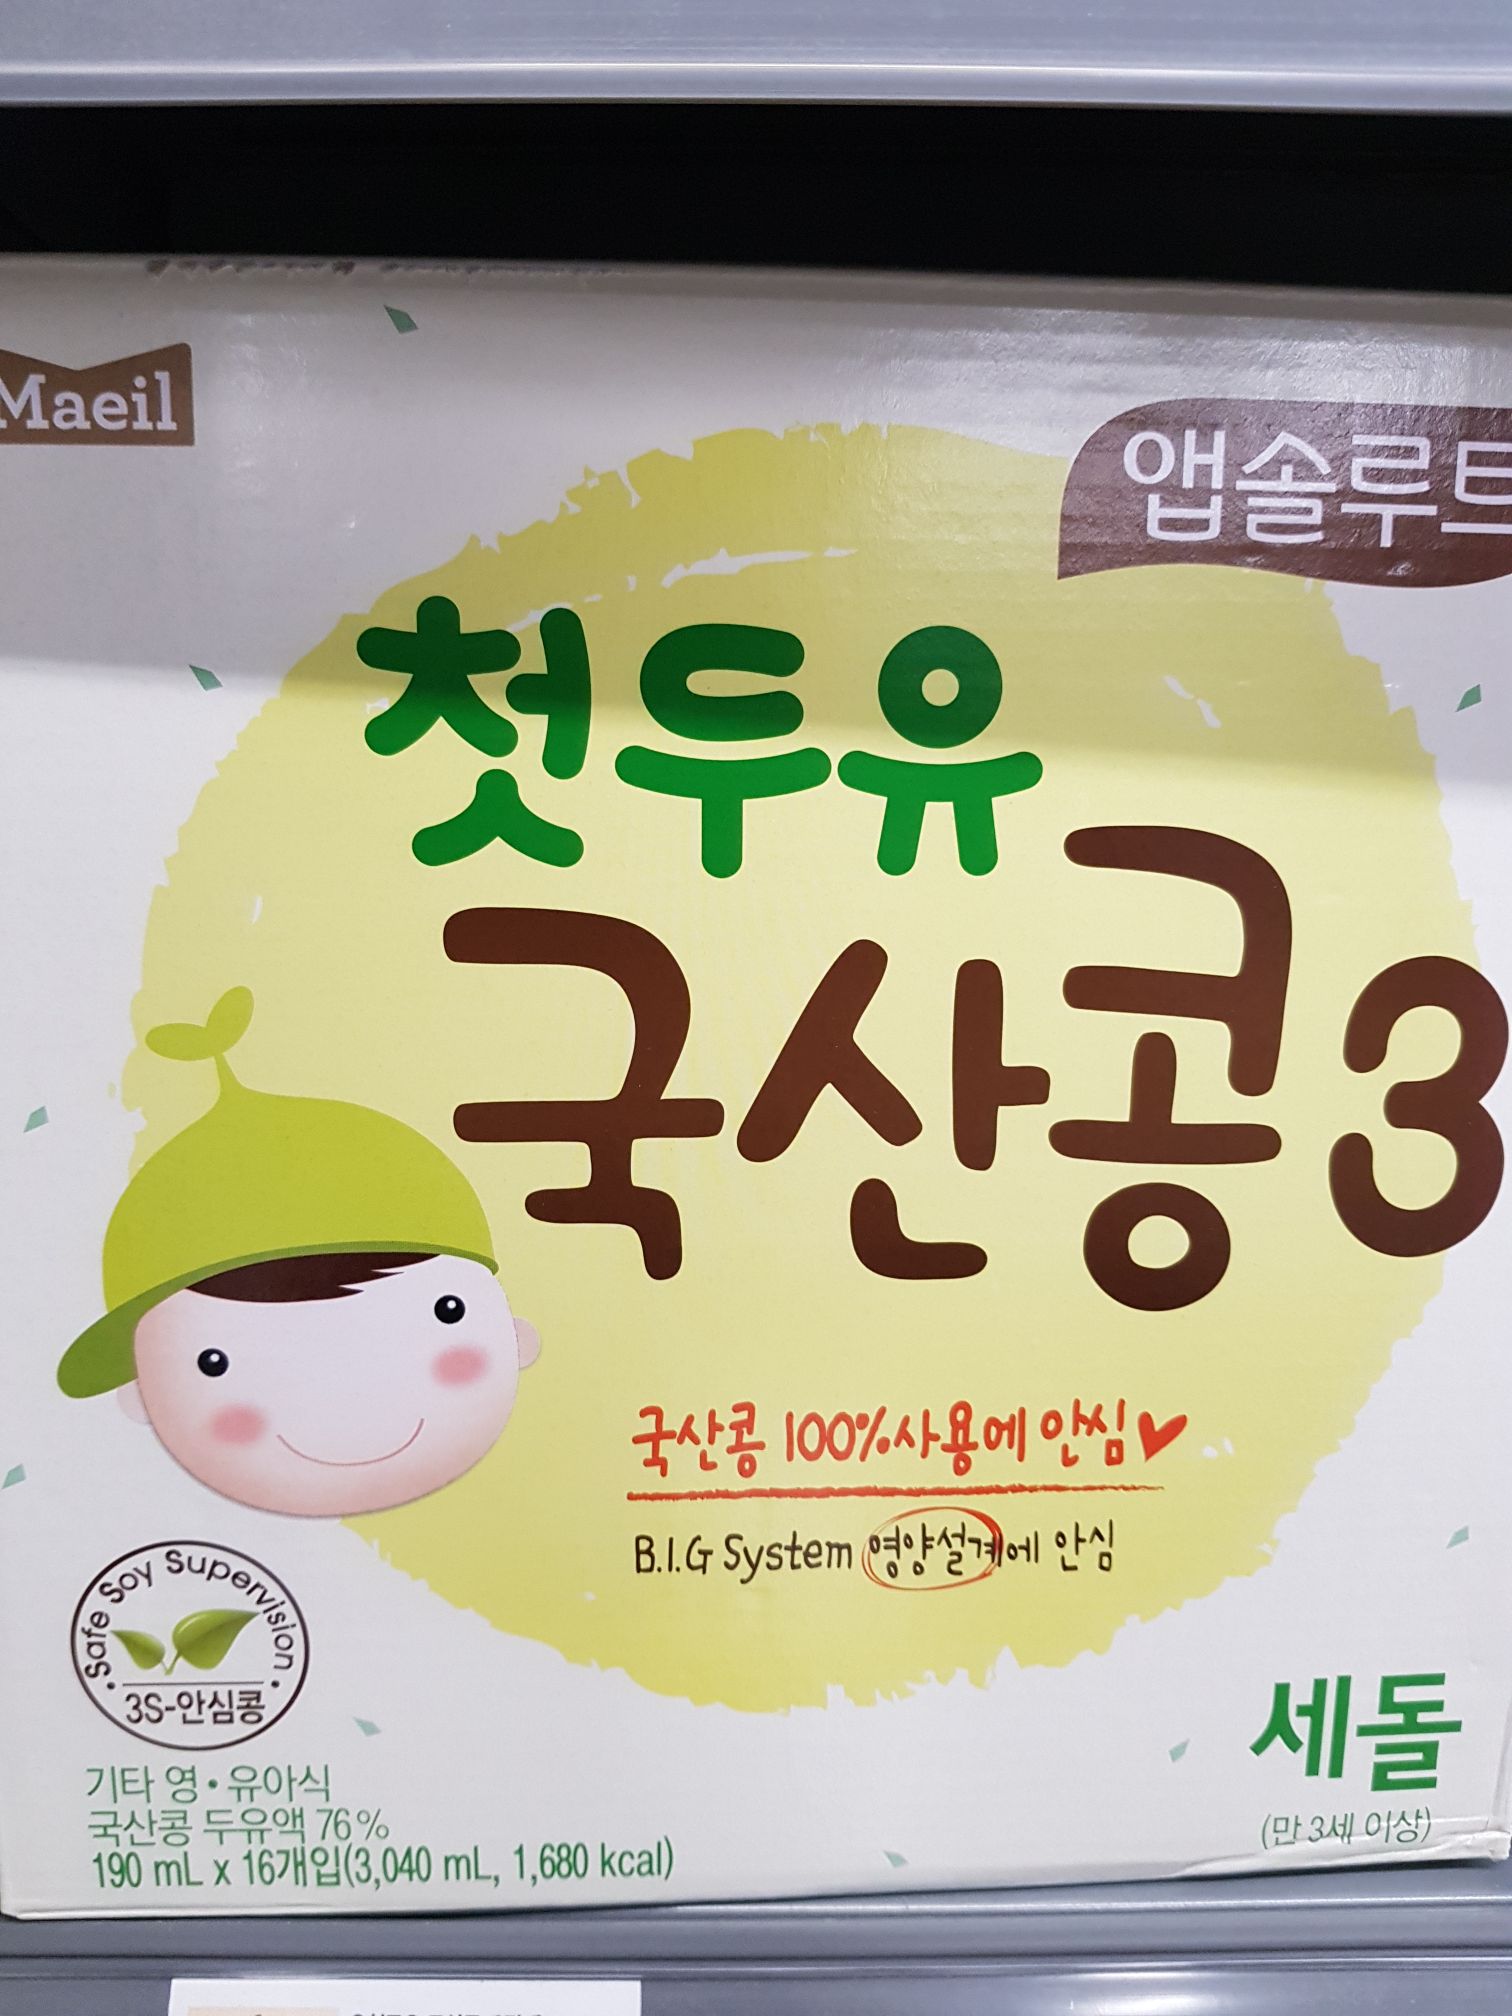 Maeil
앱솔루트
첫두유
국산콩3
국산콩 100%사용에 안심
B.I.G System 영양설계에 안심
Safe Soy Supervision
3S-안심콩
세돌
(만 3세 이상)
기타 영·유아식
국산콩 두유액 76%
190 mL x 16개입(3,040 mL, 1,680 kcal)